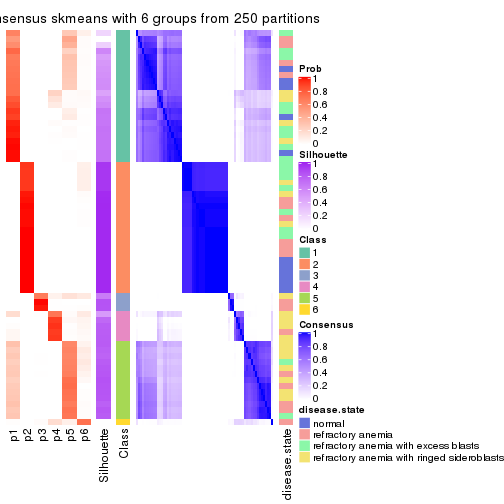 nsensus skmeans with 6 groups from 250 partitions
Prob
1
0.8
0.6
0.4
0.2
0
Silhouette
1
0.8
0.6
0.4
0.2
0
Class
1
2
3
4
5
6
Consensus
1
0.8
0.6
0.4
0.2
0
disease.state
normal
refractory anemia
refractory anemia with excess blasts
refractory anemia with ringed sideroblasts
p1
p2
p3
p4
p5
p6
Silhouette
Class
disease.state